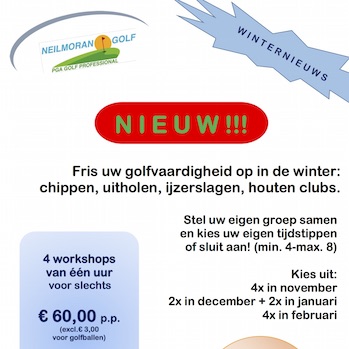 NEILMORAN GOLF
PGA GOLF PROFESSIONAL
WINTERNIEUWS
NIEUW!!!
Fris uw golfvaardigheid op in de winter:
chippen, uitholen, ijzerslagen, houten clubs.
Stel uw eigen groep samen
en kies uw eigen tijdstippen
of sluit aan! (min. 4-max. 8)
4 workshops
van één uur
voor slechts
€ 60,00 p.p.
(excl.€ 3,00
voor golfballen)
Kies uit:
4x in november
2x in december + 2x in januari
4x in februari